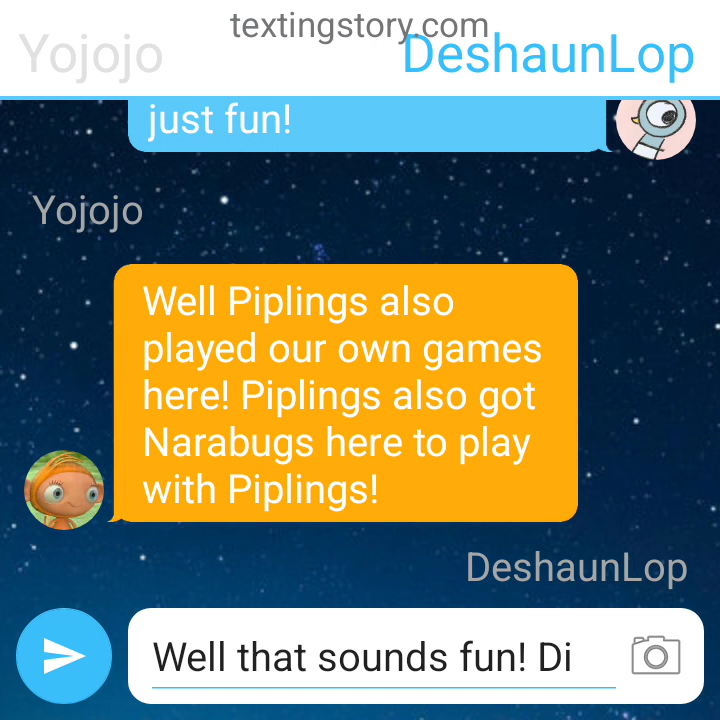 textingstory.com
Yojojo
DeshaunLop
just fun!
Yojojo
Well Piplings also
played our own games
here! Piplings also got
Narabugs here to play
with Piplings!
DeshaunLop
Well that sounds fun! Di